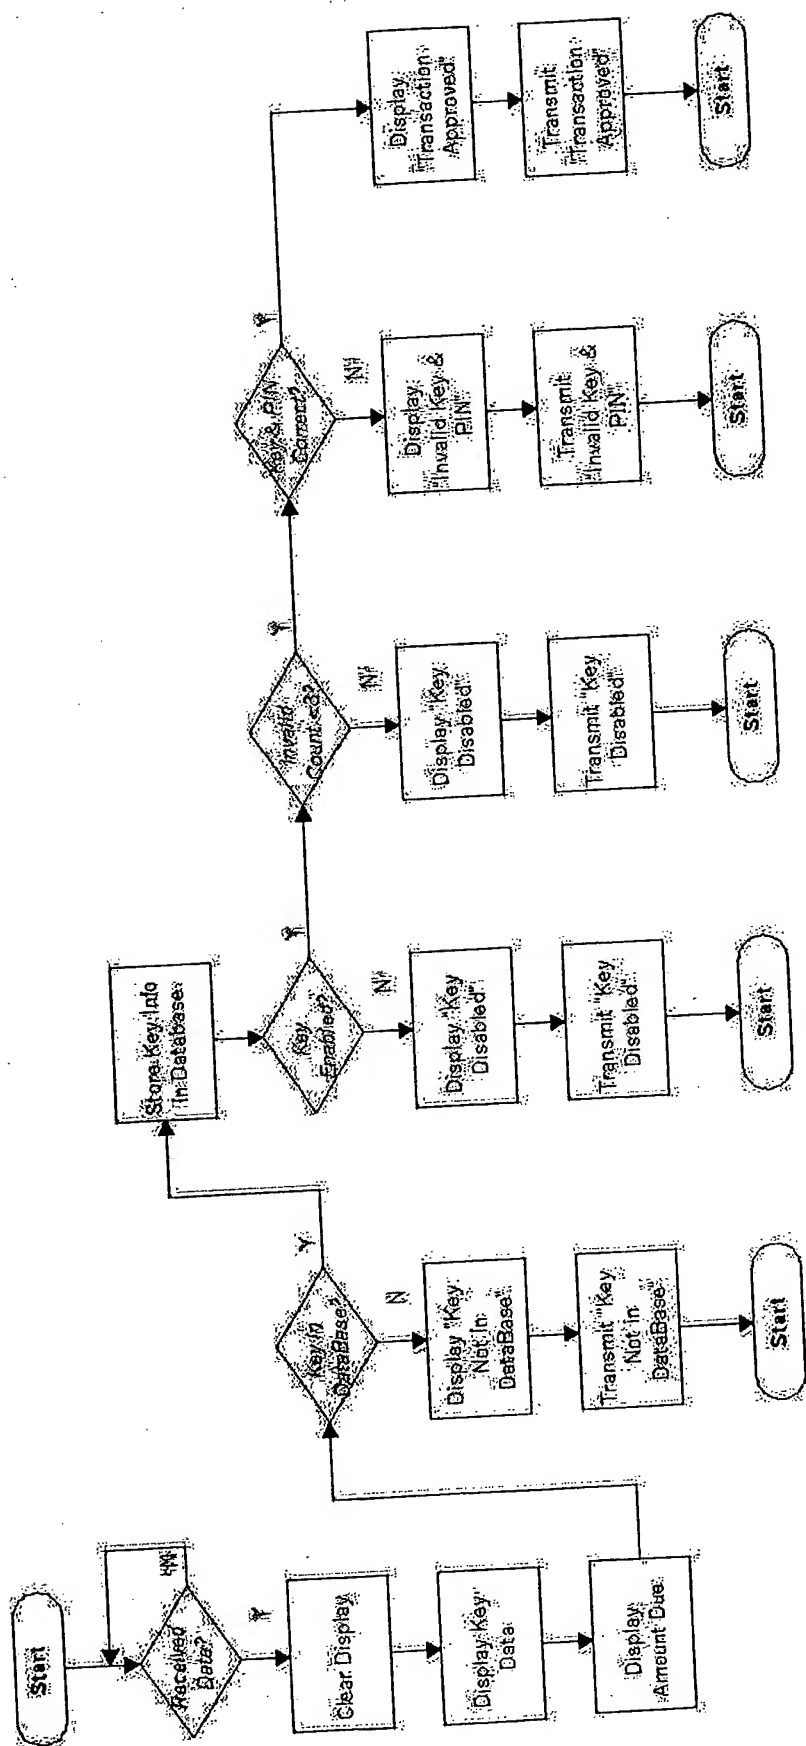 Start
Received
Data?
N
Y
Clear Display
Display Key
Data
Display
Amount Due
Key in
DataBase?
Y
N
Display "Key
Not in
DataBase"
Transmit "Key
Not in
DataBase"
Start
Store Key Info
In Database
Key
Enabled?
Y
N
Display "Key
Disabled"
Transmit "Key
Disabled"
Start
Invalid
Count <3?
Y
N
Display "Key
Disabled"
Transmit "Key
Disabled"
Start
Key & PIN
Correct?
Y
N
Display
"Invalid Key &
PIN"
Transmit
"Invalid Key &
PIN"
Start
Display
"Transaction
Approved"
Transmit
"Transaction
Approved"
Start